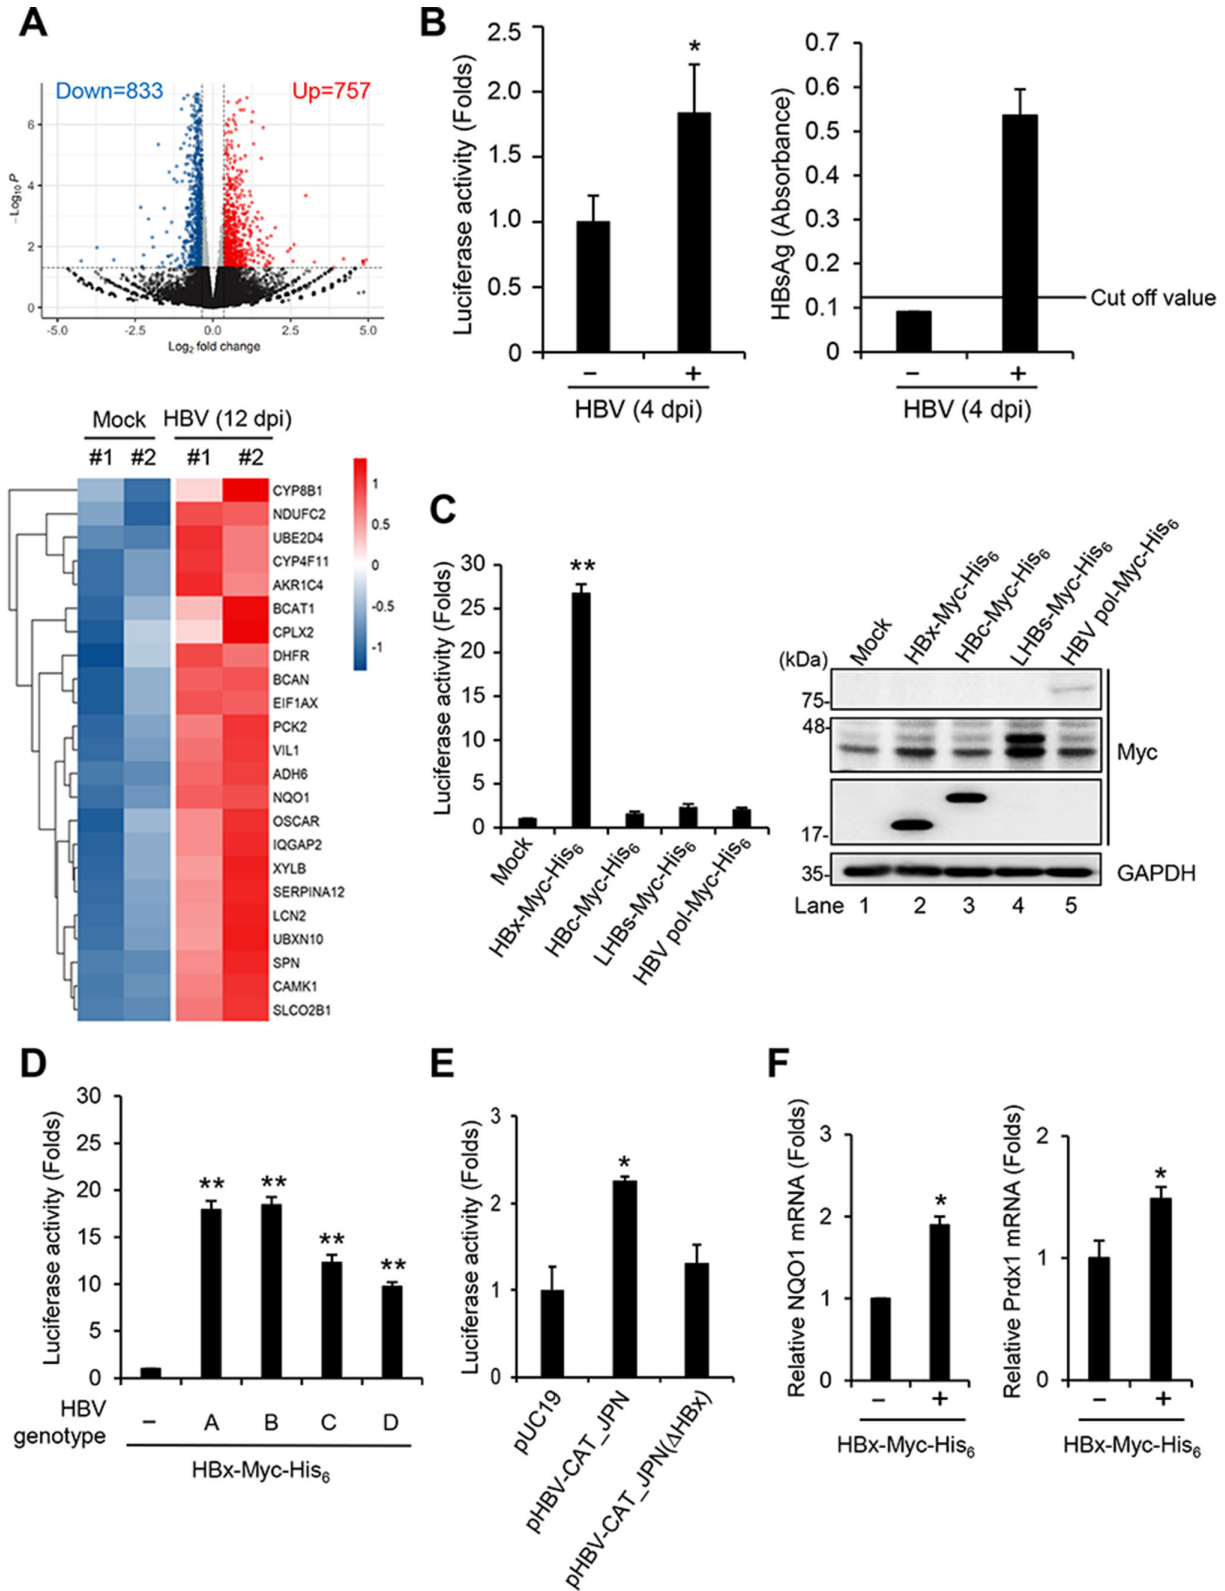 A
Down=833
Up=757
6
4
2
0
-Log10 P
-5.0
-2.5
0.0
2.5
5.0
Log2 fold change
Mock
HBV (12 dpi)
#1
#2
#1
#2
CYP8B1
NDUFC2
UBE2D4
CYP4F11
AKR1C4
BCAT1
CPLX2
DHFR
BCAN
EIF1AX
PCK2
VIL1
ADH6
NQO1
OSCAR
IQGAP2
XYLB
SERPINA12
LCN2
UBXN10
SPN
CAMK1
SLCO2B1
1
0.5
0
-0.5
-1
B
Luciferase activity (Folds)
2.5
2.0
1.5
1.0
0.5
0
*
−
+
HBV (4 dpi)
HBsAg (Absorbance)
0.7
0.6
0.5
0.4
0.3
0.2
0.1
0
Cut off value
−
+
HBV (4 dpi)
C
Luciferase activity (Folds)
30
25
20
15
10
5
0
**
Mock
HBx-Myc-His6
HBc-Myc-His6
LHBs-Myc-His6
HBV pol-Myc-His6
(kDa)
Mock
HBx-Myc-His6
HBc-Myc-His6
LHBs-Myc-His6
HBV pol-Myc-His6
75-
48-
17-
35-
Myc
GAPDH
Lane 1 2 3 4 5
D
Luciferase activity (Folds)
30
25
20
15
10
5
0
**
**
**
**
HBV genotype
− A B C D
HBx-Myc-His6
E
Luciferase activity (Folds)
3
2
1
0
*
pUC19
pHBV-CAT_JPN
pHBV-CAT_JPN(ΔHBx)
F
Relative NQO1 mRNA (Folds)
3
2
1
0
*
−
+
HBx-Myc-His6
Relative Prdx1 mRNA (Folds)
2
1
0
*
−
+
HBx-Myc-His6